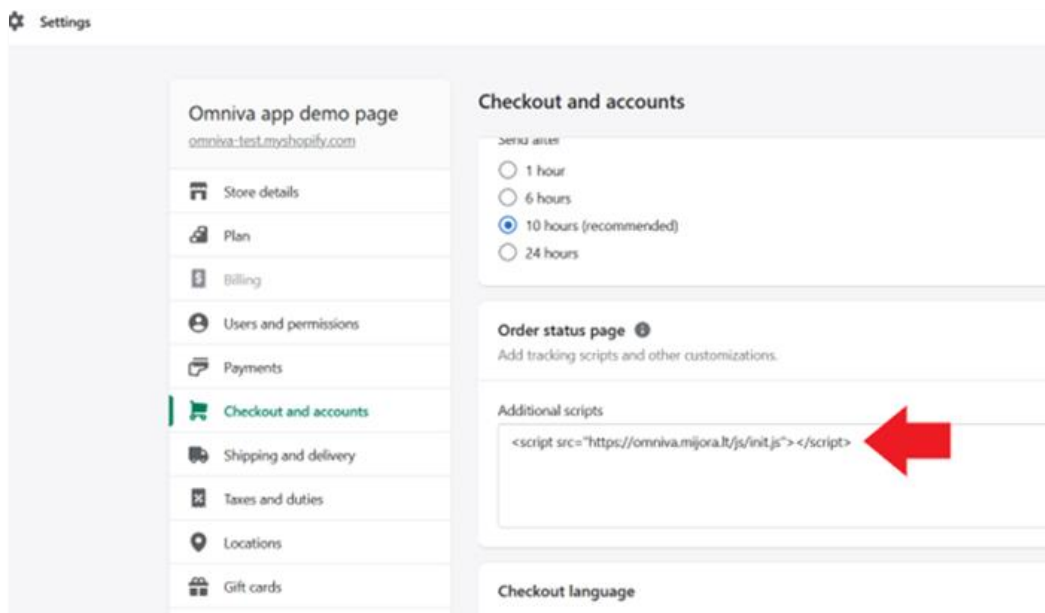 Settings
Omniva app demo page
omniva-test.myshopify.com
Store details
Plan
Billing
Users and permissions
Payments
Checkout and accounts
Shipping and delivery
Taxes and duties
Locations
Gift cards
Checkout and accounts
Send after
1 hour
6 hours
10 hours (recommended)
24 hours
Order status page
Add tracking scripts and other customizations.
Additional scripts
<script src="https://omniva.mijora.lt/js/init.js"></script>
Checkout language